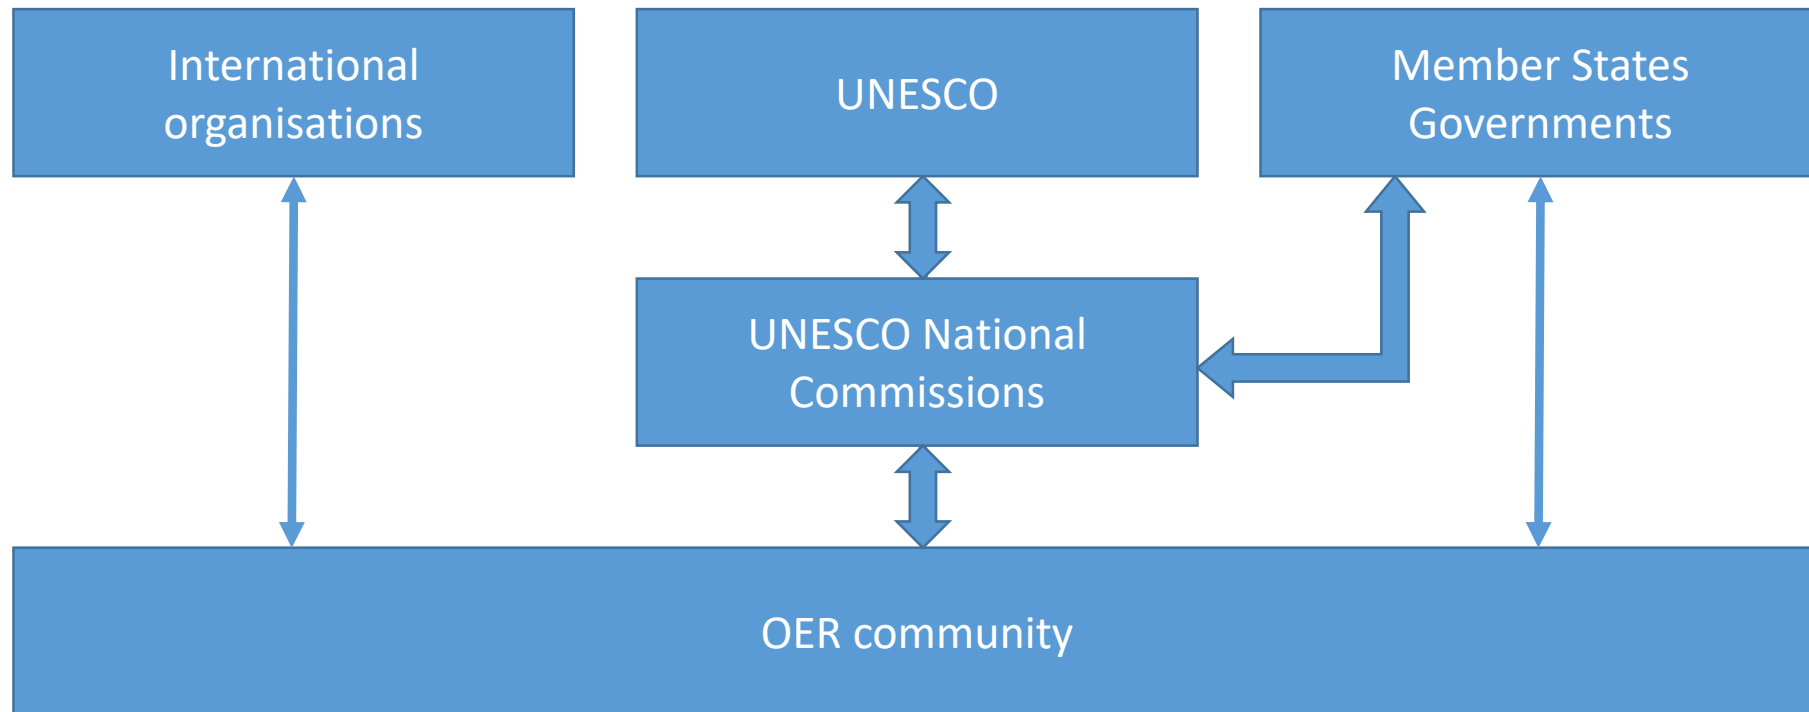 International
organisations
UNESCO
Member States
Governments
UNESCO National
Commissions
OER community